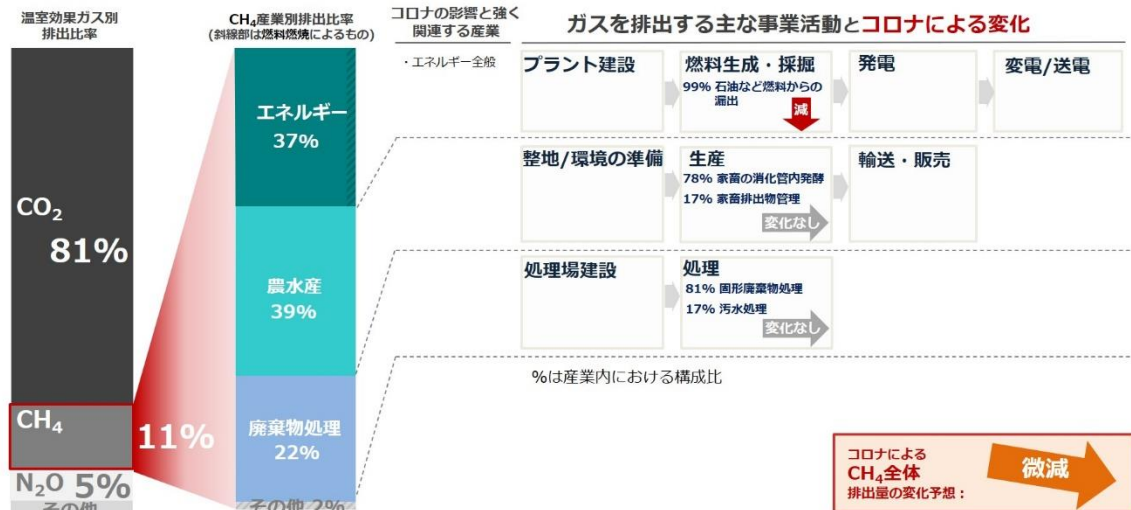 温室効果ガス別
排出比率
CO2
81%
CH4
11%
N2O 5%
その他
CH4産業別排出比率
(斜線部は燃料燃焼によるもの)
エネルギー
37%
農水産
39%
廃棄物処理
22%
その他 2%
コロナの影響と強く
関連する産業
・エネルギー全般
ガスを排出する主な事業活動とコロナによる変化
プラント建設
燃料生成・採掘
99% 石油など燃料からの
漏出
減
発電
変電/送電
整地/環境の準備
生産
78% 家畜の消化管内発酵
17% 家畜排出物管理
変化なし
輸送・販売
処理場建設
処理
81% 固形廃棄物処理
17% 汚水処理
変化なし
%は産業内における構成比
コロナによる
CH4全体
排出量の変化予想：
微減